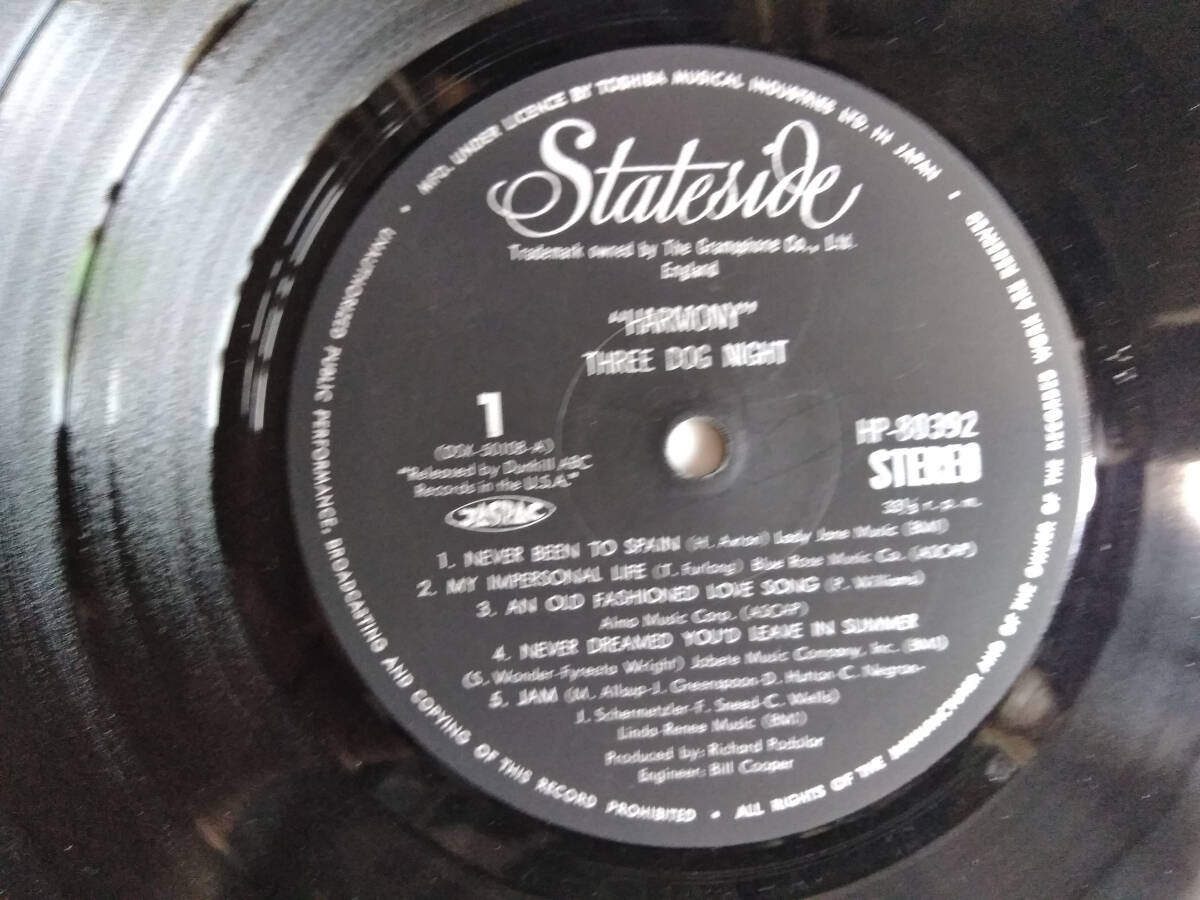 MFD. UNDER LICENCE BY TOSHIBA MUSICAL INDUSTRIES LTD. IN JAPAN
Stateside
Trademark owned by The Gramophone Co., Ltd.
England
"HARMONY"
THREE DOG NIGHT
1
"Released by Dunhill ABC
Records in the U.S.A."
JASRAC
HP-80392
STEREO
33⅓ r. p. m.
1. NEVER BEEN TO SPAIN (H. Axton) Lady Jane Music (BMI)
2. MY IMPERSONAL LIFE (T. Furlong) Blue Rose Music Co. (ASCAP)
3. AN OLD FASHIONED LOVE SONG (P. Williams)
Almo Music Corp. (ASCAP)
4. NEVER DREAMED YOU'D LEAVE IN SUMMER
(S. Wonder-Fyreeta Wright) Jobete Music Company, Inc. (BMI)
5. JAM (M. Allsup-J. Greenspoon-D. Hutton-C. Negron-
J. Schermetzler-F. Sneed-C. Wells)
Lindo Renee Music (BMI)
Produced by: Richard Podolor
Engineer: Bill Cooper
ALL RIGHTS OF THE MANUFACTURER AND OF THE OWNER OF THE RECORDED WORK ARE RESERVED
UNAUTHORIZED PUBLIC PERFORMANCE, BROADCASTING AND COPYING OF THIS RECORD PROHIBITED